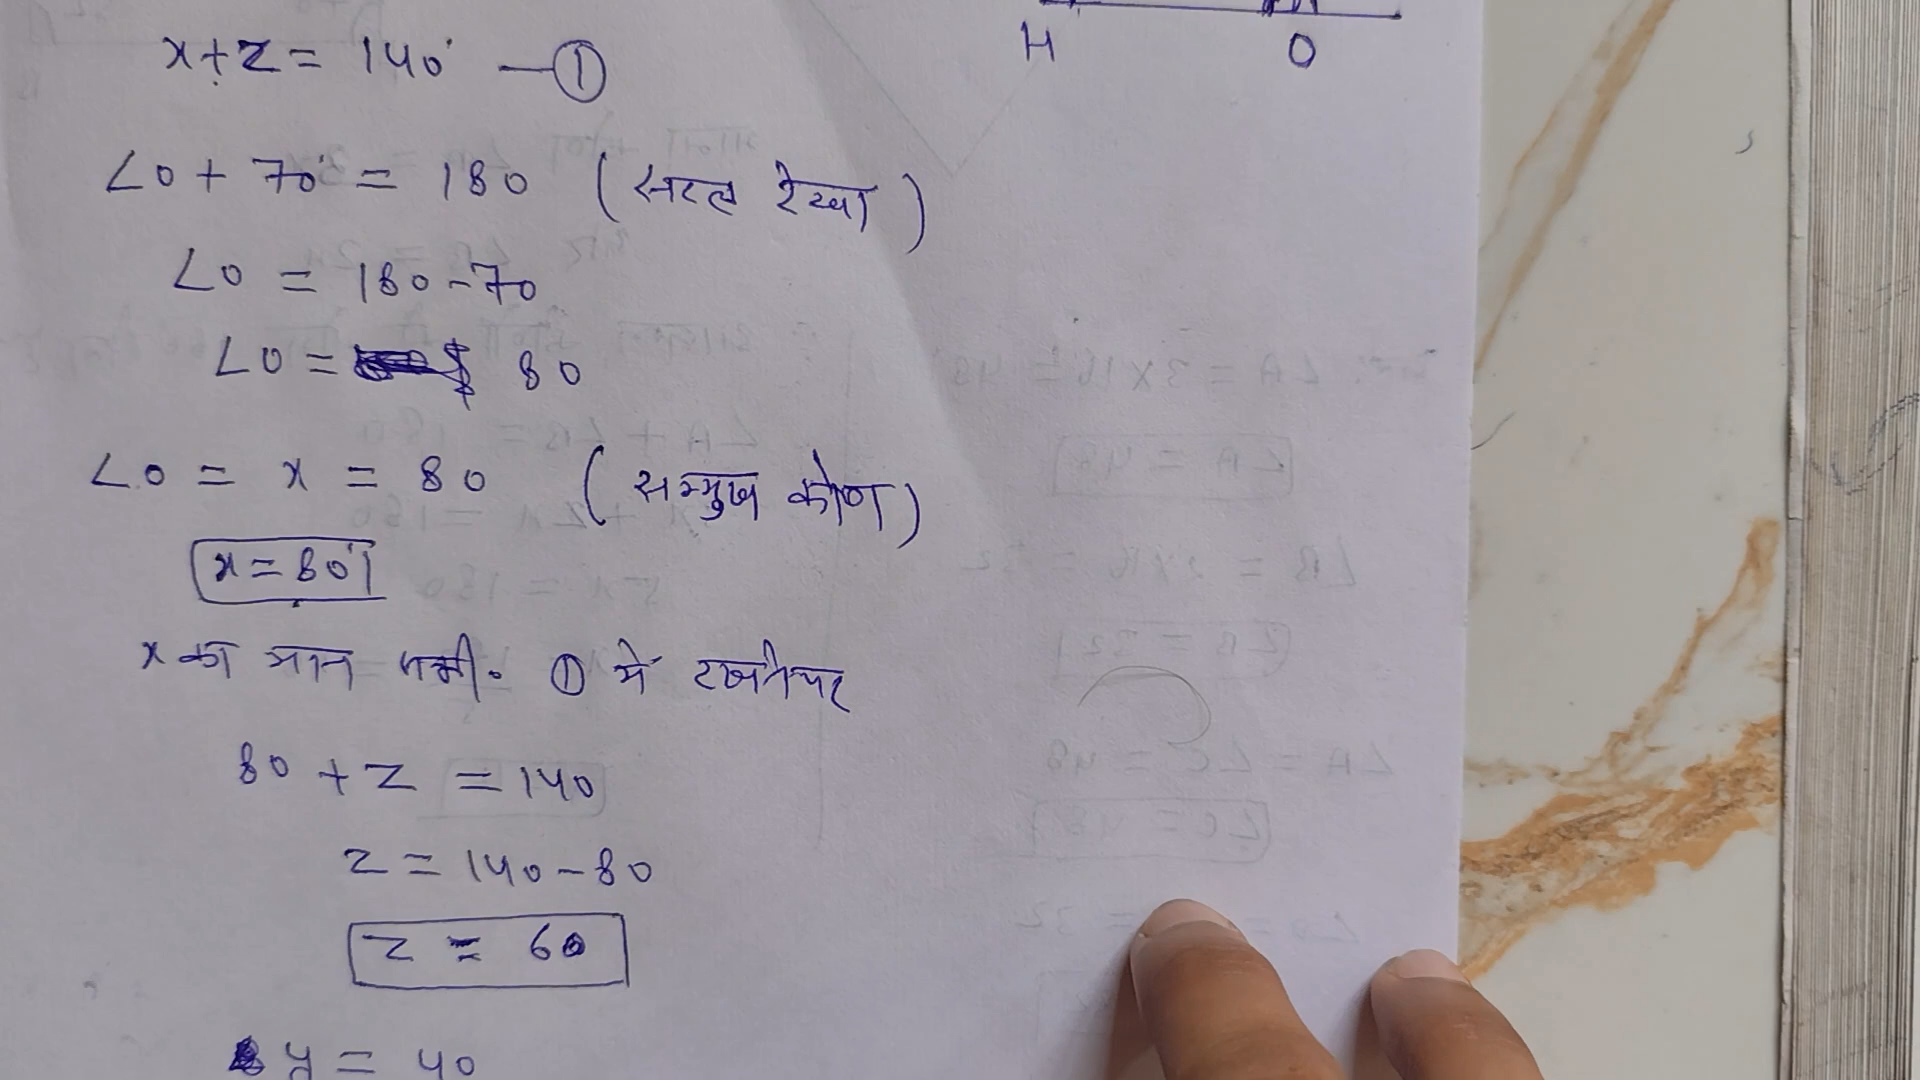 H O
x+z = 140° —①
∠O + 70° = 180 (सरल रेखा)
∠O = 180-70
∠O = 80
∠O = x = 80 (सम्मुख कोण)
x = 80°
x का मान समी. ① में रखनेपर
80 + z = 140
z = 140-80
z = 60
y = 40